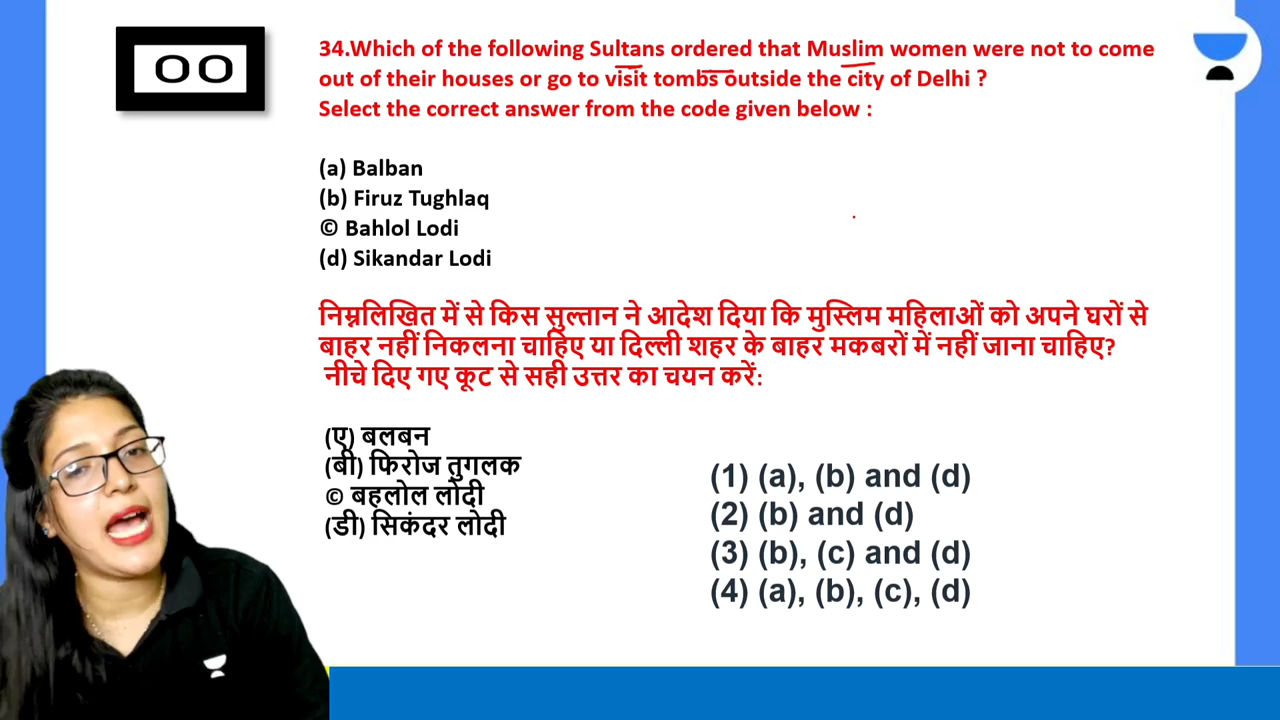 00
34.Which of the following Sultans ordered that Muslim women were not to come
out of their houses or go to visit tombs outside the city of Delhi ?
Select the correct answer from the code given below :
(a) Balban
(b) Firuz Tughlaq
© Bahlol Lodi
(d) Sikandar Lodi
निम्नलिखित में से किस सुल्तान ने आदेश दिया कि मुस्लिम महिलाओं को अपने घरों से
बाहर नहीं निकलना चाहिए या दिल्ली शहर के बाहर मकबरों में नहीं जाना चाहिए?
नीचे दिए गए कूट से सही उत्तर का चयन करें:
(ए) बलबन
(बी) फिरोज तुगलक
© बहलोल लोदी
(डी) सिकंदर लोदी
(1) (a), (b) and (d)
(2) (b) and (d)
(3) (b), (c) and (d)
(4) (a), (b), (c), (d)